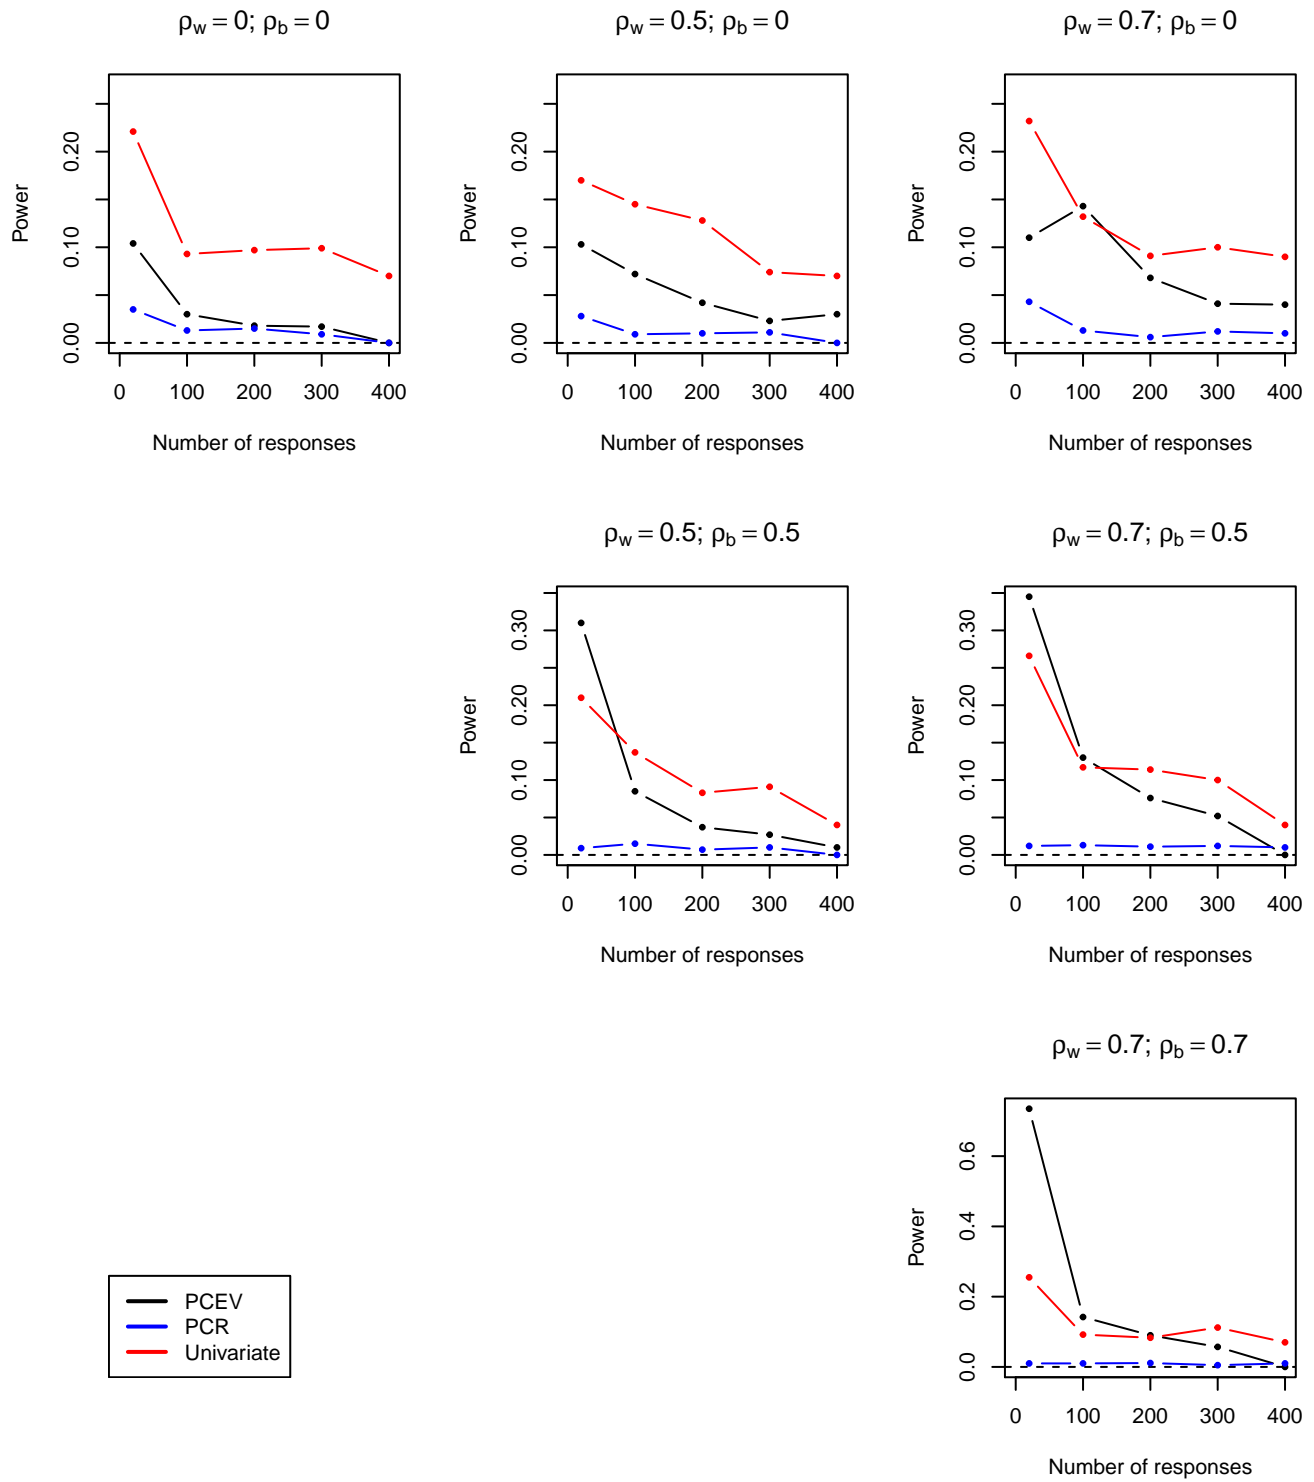 ρw = 0; ρb = 0
Power
0.00 0.10 0.20
0 100 200 300 400
Number of responses
ρw = 0.5; ρb = 0
Power
0.00 0.10 0.20
0 100 200 300 400
Number of responses
ρw = 0.7; ρb = 0
Power
0.00 0.10 0.20
0 100 200 300 400
Number of responses
ρw = 0.5; ρb = 0.5
Power
0.00 0.10 0.20 0.30
0 100 200 300 400
Number of responses
ρw = 0.7; ρb = 0.5
Power
0.00 0.10 0.20 0.30
0 100 200 300 400
Number of responses
ρw = 0.7; ρb = 0.7
Power
0.0 0.2 0.4 0.6
0 100 200 300 400
Number of responses
PCEV
PCR
Univariate